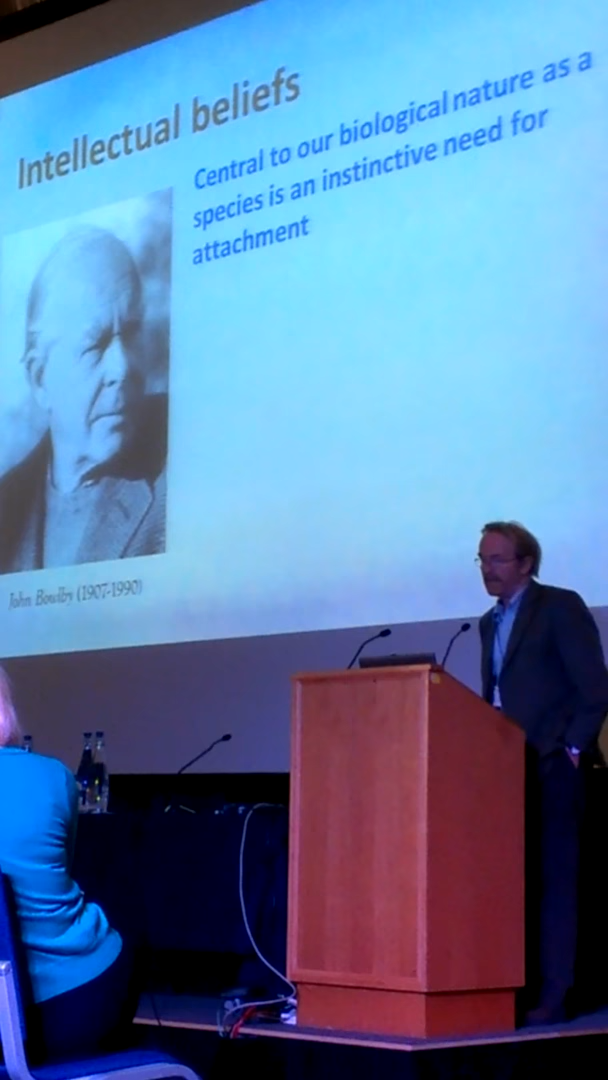 Intellectual beliefs
Central to our biological nature as a
species is an instinctive need for
attachment
John Bowlby (1907-1990)